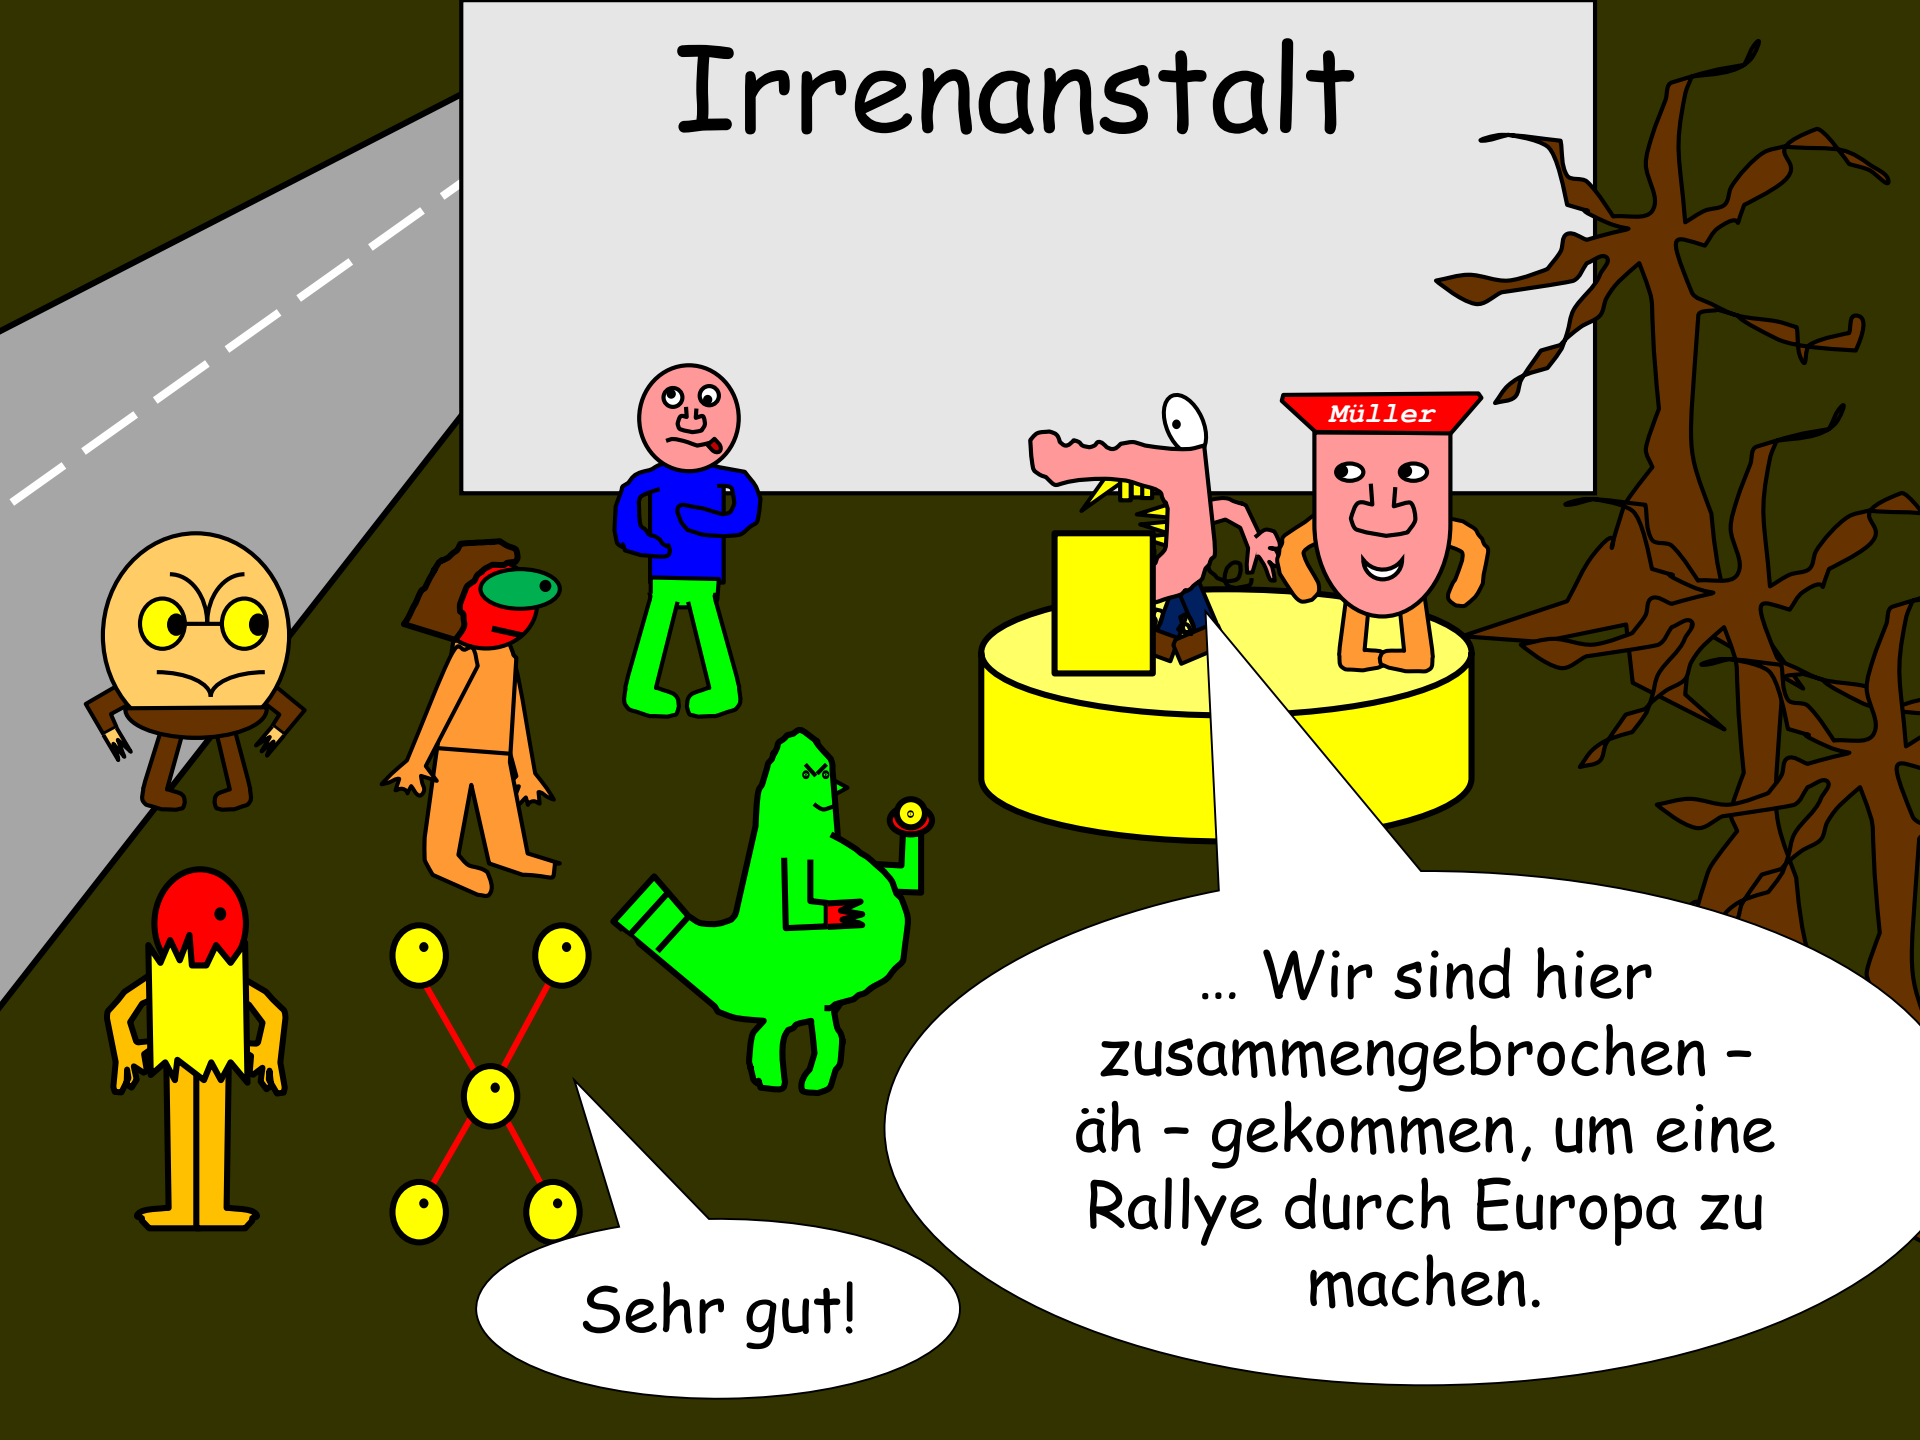 Irrenanstalt
Müller
… Wir sind hier
zusammengebrochen –
äh – gekommen, um eine
Rallye durch Europa zu
machen.
Sehr gut!